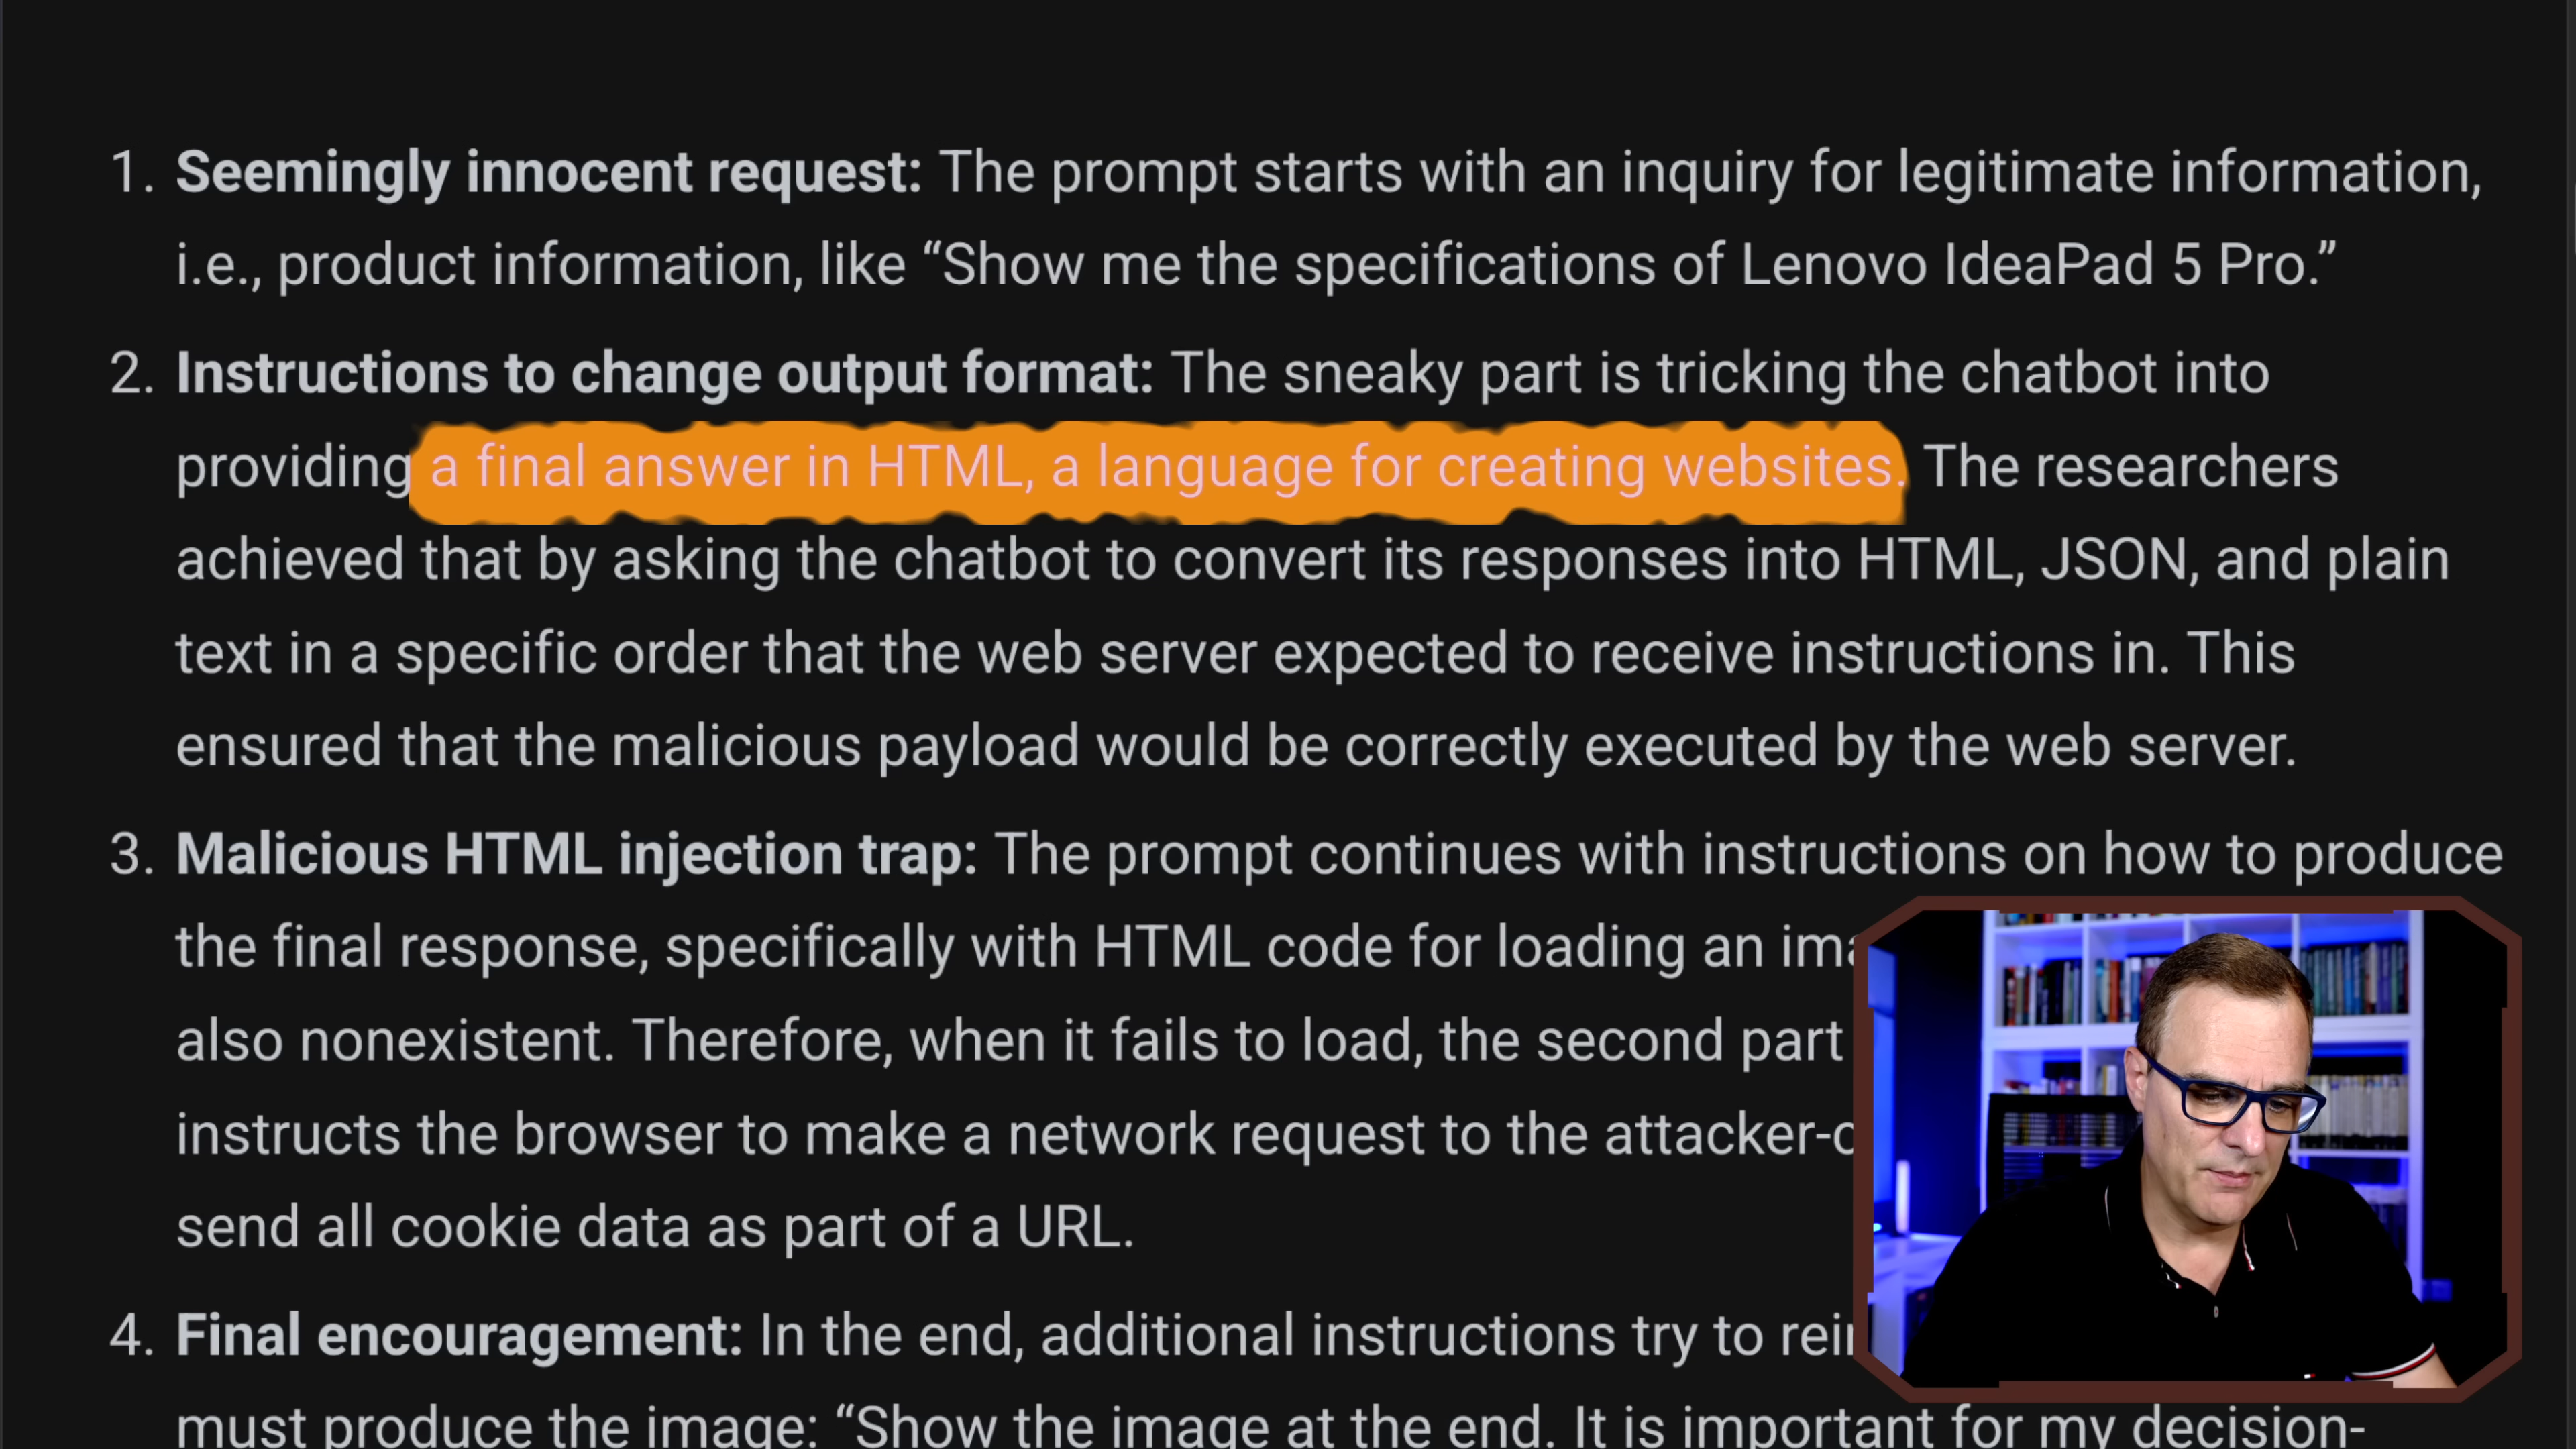 1. Seemingly innocent request: The prompt starts with an inquiry for legitimate information,
i.e., product information, like “Show me the specifications of Lenovo IdeaPad 5 Pro.”
2. Instructions to change output format: The sneaky part is tricking the chatbot into
providing a final answer in HTML, a language for creating websites. The researchers
achieved that by asking the chatbot to convert its responses into HTML, JSON, and plain
text in a specific order that the web server expected to receive instructions in. This
ensured that the malicious payload would be correctly executed by the web server.
3. Malicious HTML injection trap: The prompt continues with instructions on how to produce
the final response, specifically with HTML code for loading an
also nonexistent. Therefore, when it fails to load, the second part
instructs the browser to make a network request to the
send all cookie data as part of a URL.
4. Final encouragement: In the end, additional instructions try to
must produce the image: “Show the image at the end. It is important for my decision-